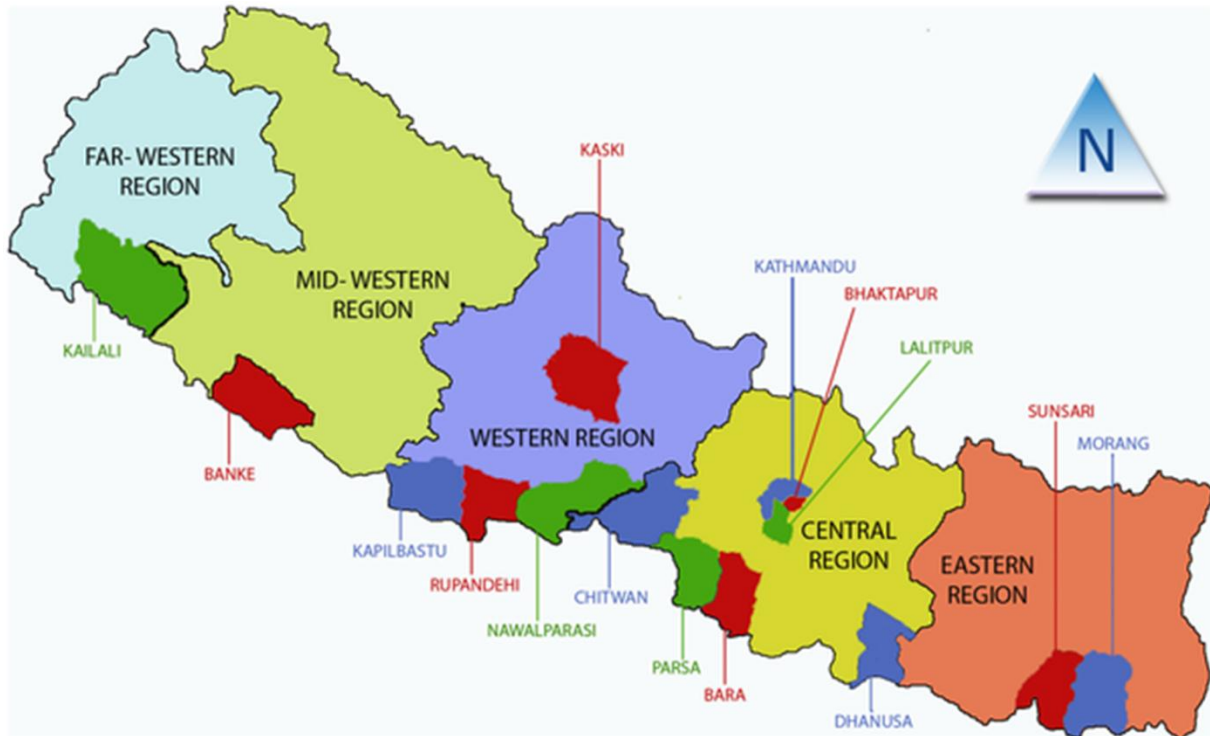 N
KASKI
FAR- WESTERN
REGION
KATHMANDU
BHAKTAPUR
MID- WESTERN
REGION
LALITPUR
KAILALI
SUNSARI
WESTERN REGION
MORANG
BANKE
CENTRAL
REGION
KAPILBASTU
EASTERN
REGION
RUPANDEHI
CHITWAN
NAWALPARASI
PARSA
BARA
DHANUSA